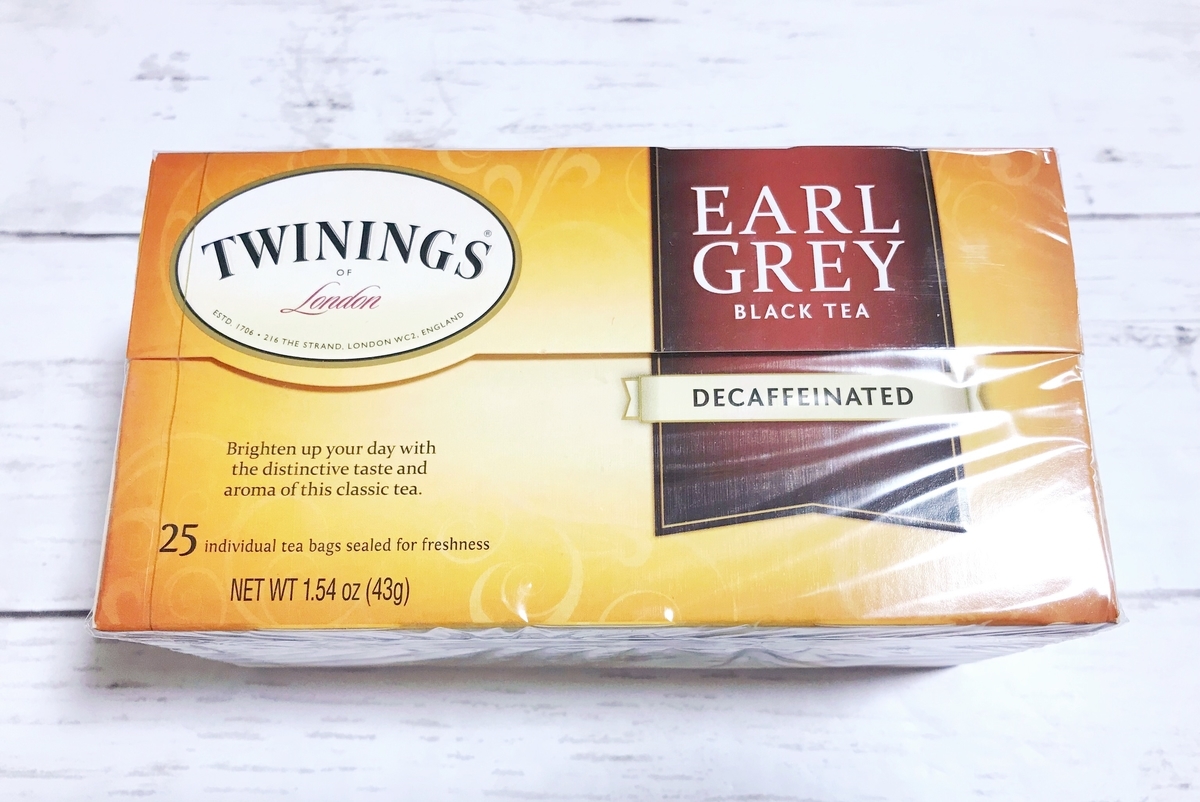 TWININGS®
OF
London
ESTD. 1706 • 216 THE STRAND, LONDON WC2, ENGLAND
EARL
GREY
BLACK TEA
DECAFFEINATED
Brighten up your day with
the distinctive taste and
aroma of this classic tea.
25 individual tea bags sealed for freshness
NET WT 1.54 oz (43g)